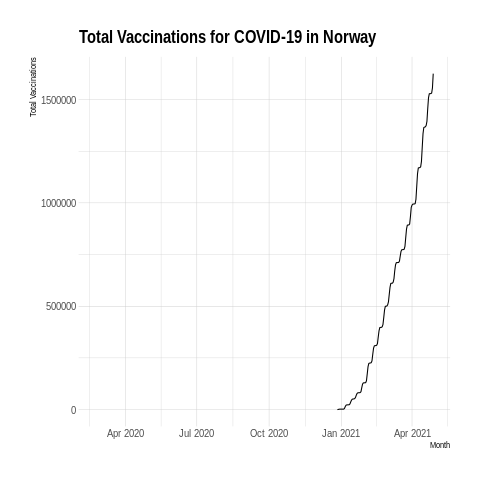 Total Vaccinations for COVID-19 in Norway
Total Vaccinations
1500000
1000000
500000
0
Apr 2020 Jul 2020 Oct 2020 Jan 2021 Apr 2021
Month